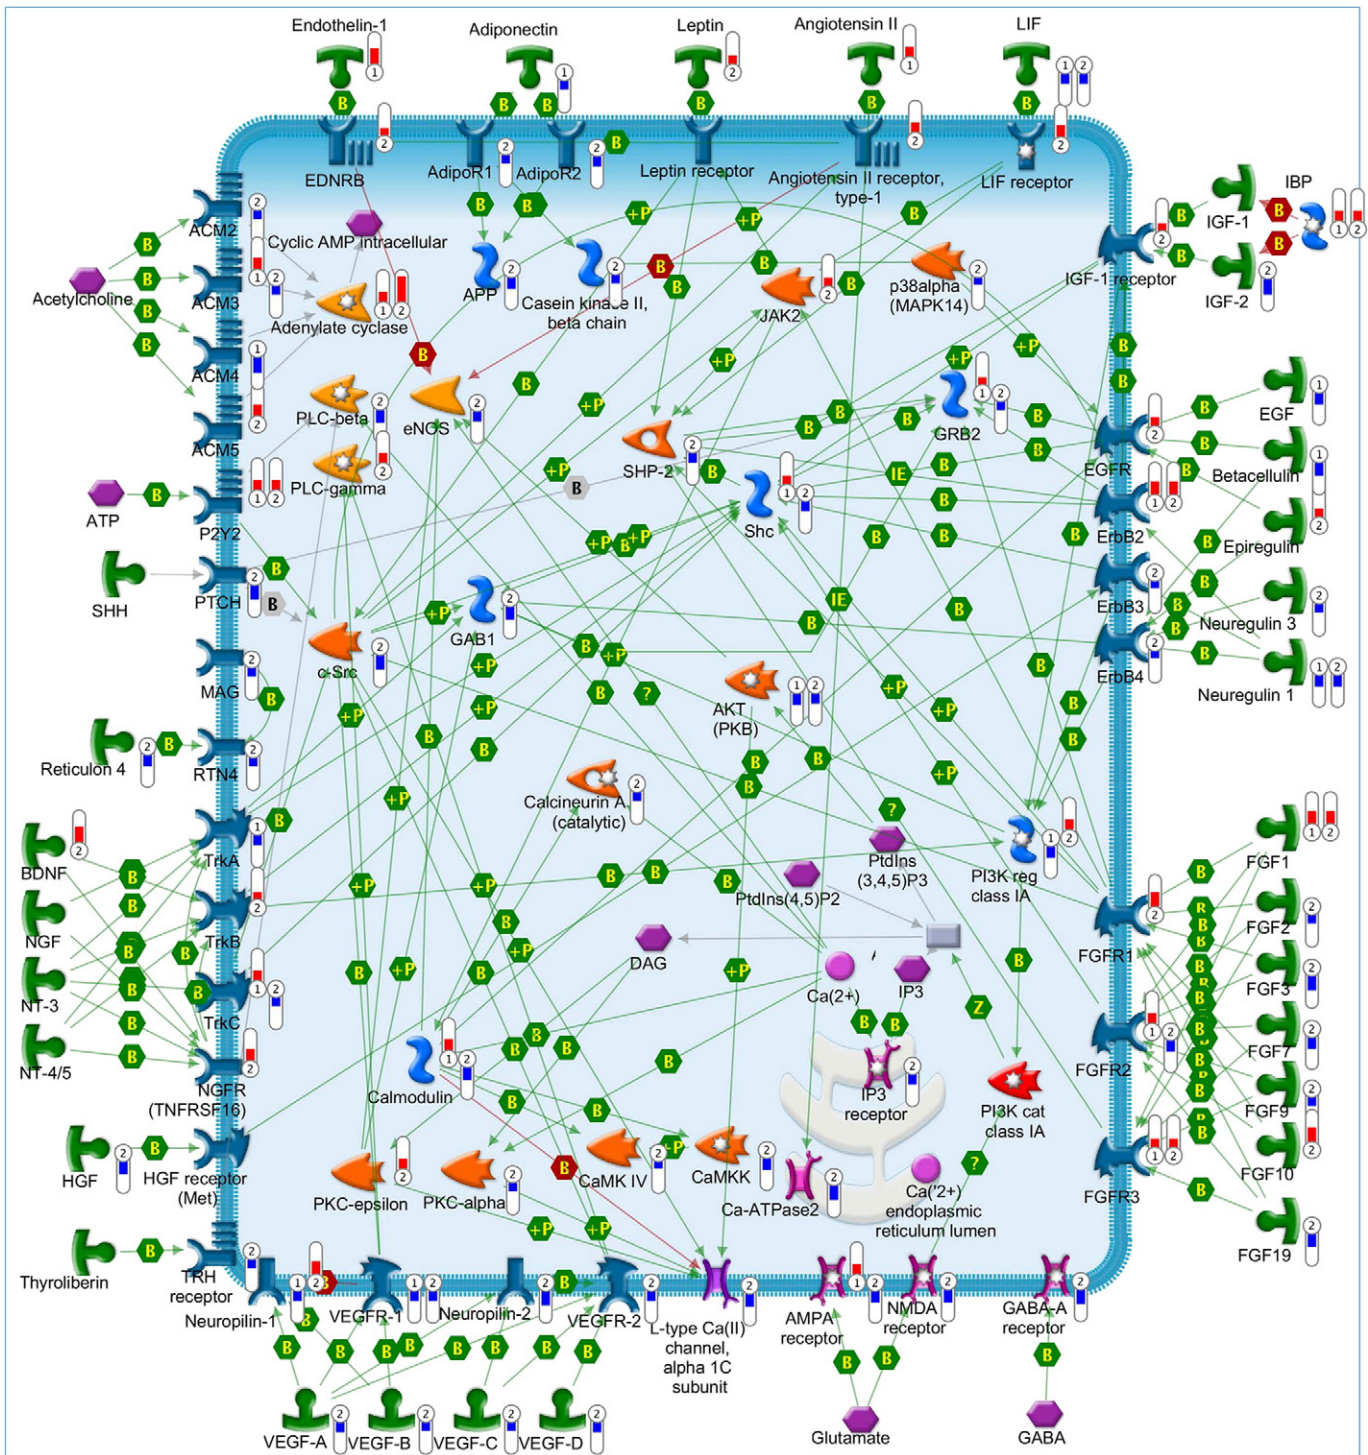 Endothelin-1
Adiponectin
Leptin
Angiotensin II
LIF
EDNRB
AdipoR1
AdipoR2
Leptin receptor
Angiotensin II receptor,
type-1
LIF receptor
IGF-1
IBP
IGF-1 receptor
IGF-2
ACM2
Cyclic AMP intracellular
Acetylcholine
ACM3
Adenylate cyclase
APP
Casein kinase II,
beta chain
JAK2
p38alpha
(MAPK14)
ACM4
PLC-beta
eNOS
GRB2
EGF
ACM5
PLC-gamma
SHP-2
EGFR
Betacellulin
ATP
P2Y2
Shc
ErbB2
Epiregulin
SHH
PTCH
GAB1
ErbB3
Neuregulin 3
c-Src
MAG
ErbB4
Neuregulin 1
AKT
(PKB)
Reticulon 4
RTN4
Calcineurin A
(catalytic)
TrkA
BDNF
PtdIns
(3,4,5)P3
PI3K reg
class IA
FGF1
PtdIns(4,5)P2
NGF
TrkB
FGF2
DAG
FGFR1
NT-3
TrkC
Ca(2+)
IP3
FGF3
NT-4/5
FGF7
NGFR
(TNFRSF16)
Calmodulin
IP3
receptor
PI3K cat
class IA
FGFR2
FGF9
HGF
HGF receptor
(Met)
PKC-epsilon
PKC-alpha
CaMK IV
CaMKK
Ca-ATPase2
Ca('2+)
endoplasmic
reticulum lumen
FGFR3
FGF10
Thyroliberin
TRH
receptor
FGF19
Neuropilin-1
VEGFR-1
Neuropilin-2
VEGFR-2
L-type Ca(II)
channel,
alpha 1C
subunit
AMPA
receptor
NMDA
receptor
GABA-A
receptor
VEGF-A
VEGF-B
VEGF-C
VEGF-D
Glutamate
GABA